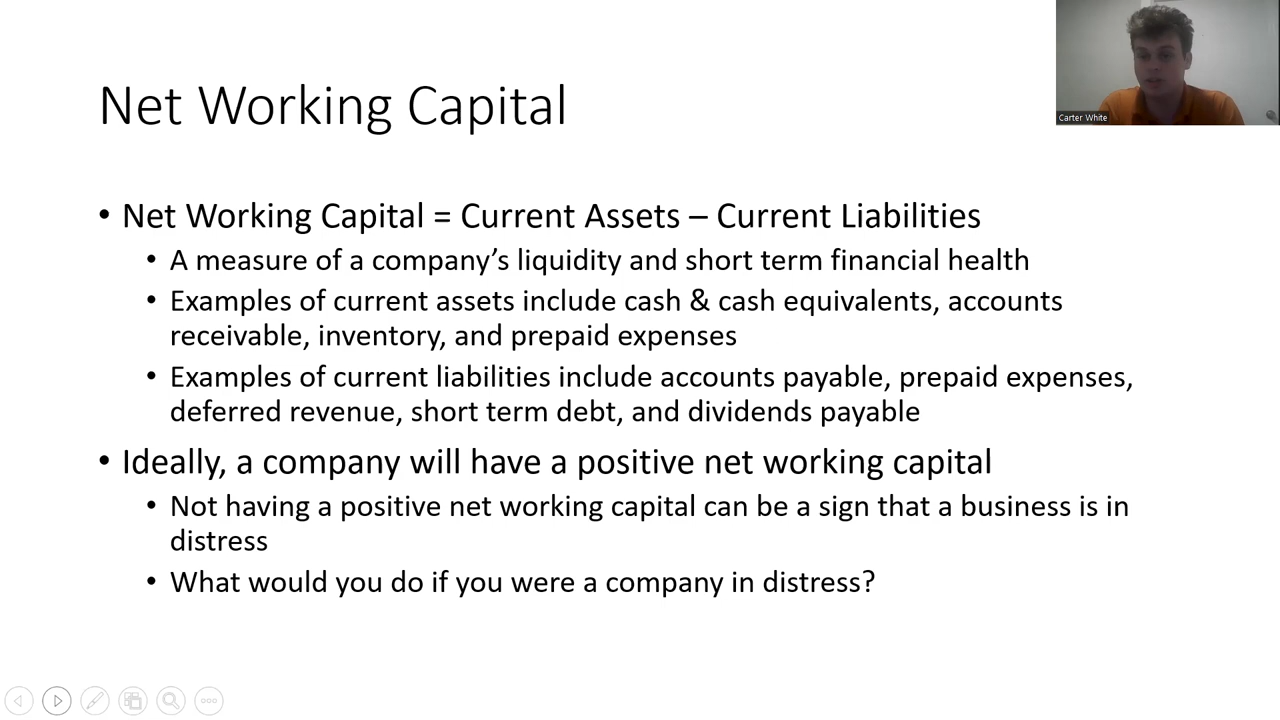 Net Working Capital
Carter White
• Net Working Capital = Current Assets – Current Liabilities
• A measure of a company’s liquidity and short term financial health
• Examples of current assets include cash & cash equivalents, accounts
receivable, inventory, and prepaid expenses
• Examples of current liabilities include accounts payable, prepaid expenses,
deferred revenue, short term debt, and dividends payable
• Ideally, a company will have a positive net working capital
• Not having a positive net working capital can be a sign that a business is in
distress
• What would you do if you were a company in distress?